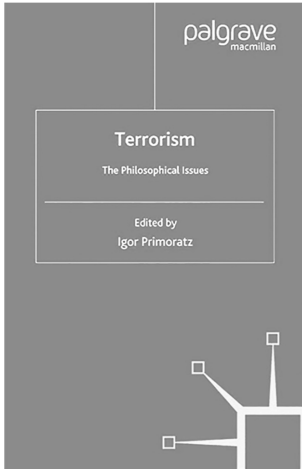 palgrave
macmillan
Terrorism
The Philosophical Issues
Edited by
Igor Primoratz